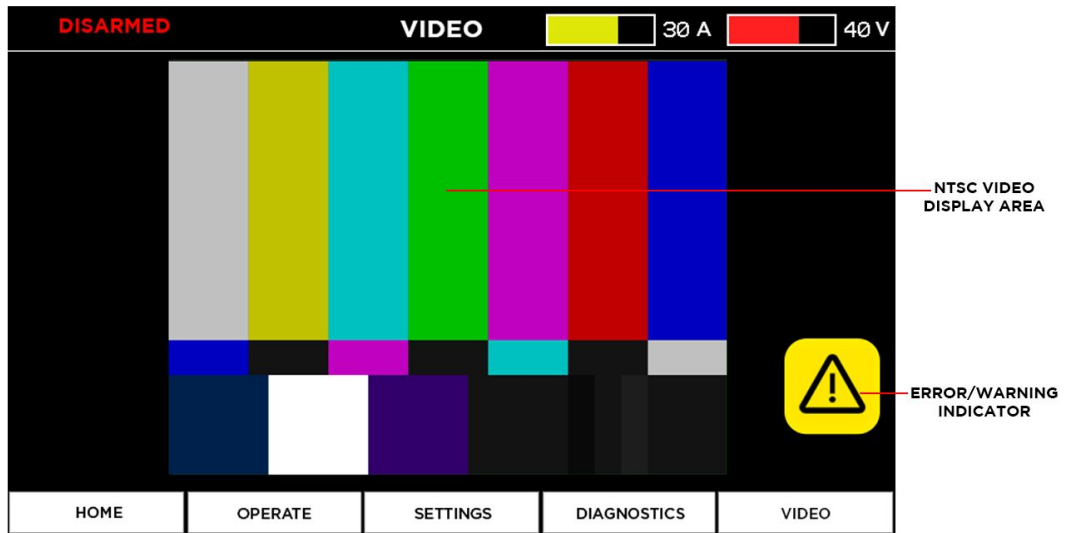 DISARMED VIDEO 30 A 40 V
NTSC VIDEO
DISPLAY AREA
ERROR/WARNING
INDICATOR
HOME OPERATE SETTINGS DIAGNOSTICS VIDEO